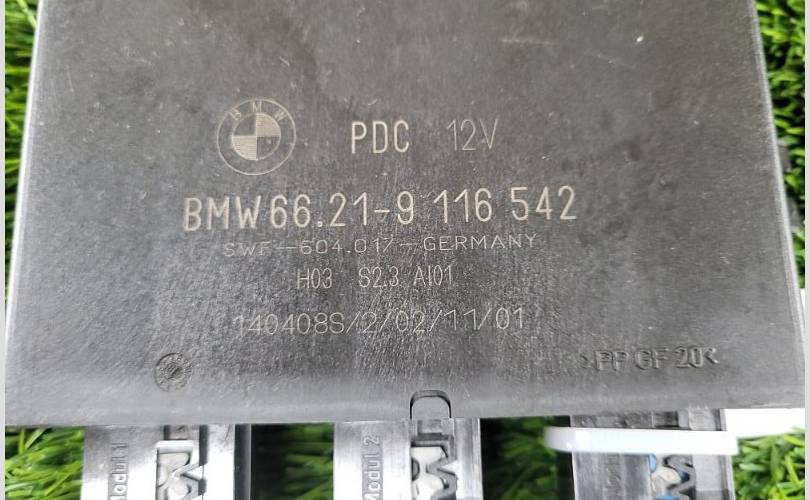 BMW
PDC 12V
BMW 66.21-9 116 542
SWF-604.017-GERMANY
H03 S2.3 AI01
140408S/2/02/11/01
>PP GF 20<
Modul 1
Modul 2